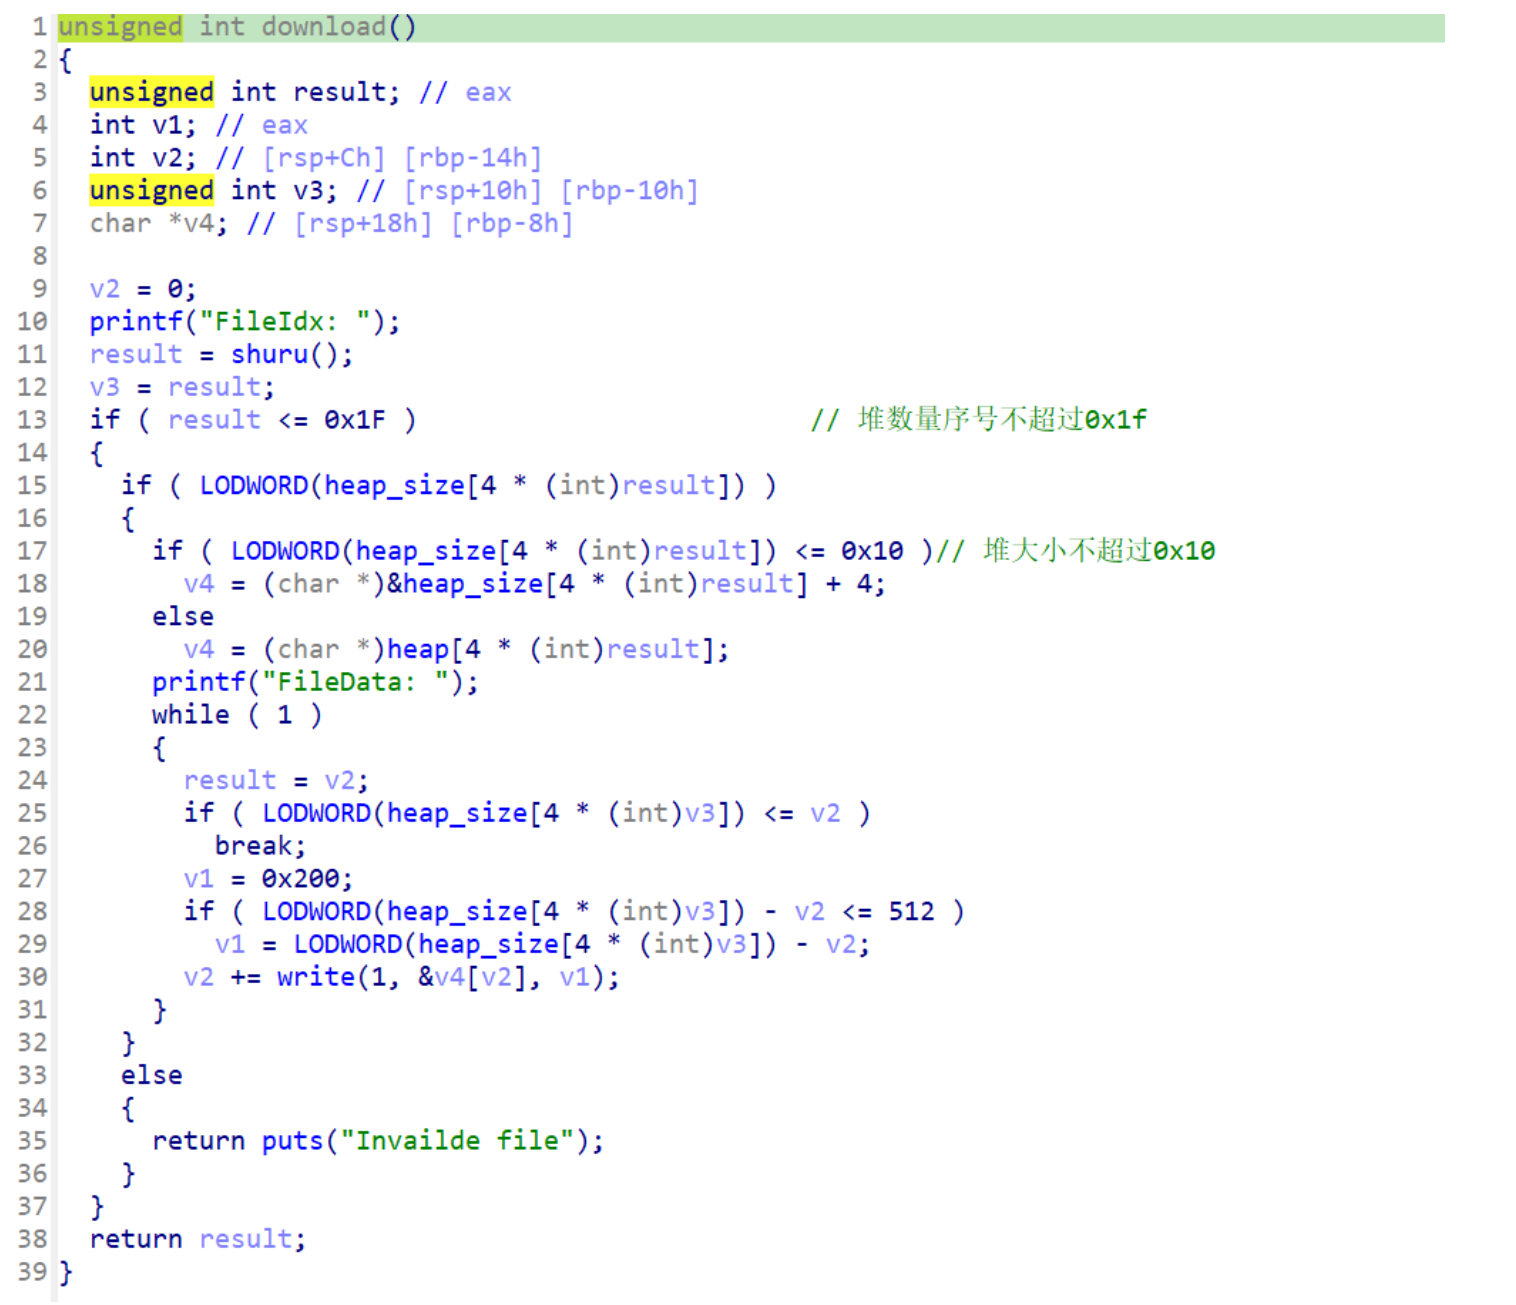 1 unsigned int download()
2 {
3   unsigned int result; // eax
4   int v1; // eax
5   int v2; // [rsp+Ch] [rbp-14h]
6   unsigned int v3; // [rsp+10h] [rbp-10h]
7   char *v4; // [rsp+18h] [rbp-8h]
8
9   v2 = 0;
10   printf("FileIdx: ");
11   result = shuru();
12   v3 = result;
13   if ( result <= 0x1F )                         // 堆数量序号不超过0x1f
14   {
15     if ( LODWORD(heap_size[4 * (int)result]) )
16     {
17       if ( LODWORD(heap_size[4 * (int)result]) <= 0x10 )// 堆大小不超过0x10
18         v4 = (char *)&heap_size[4 * (int)result] + 4;
19       else
20         v4 = (char *)heap[4 * (int)result];
21       printf("FileData: ");
22       while ( 1 )
23       {
24         result = v2;
25         if ( LODWORD(heap_size[4 * (int)v3]) <= v2 )
26           break;
27         v1 = 0x200;
28         if ( LODWORD(heap_size[4 * (int)v3]) - v2 <= 512 )
29           v1 = LODWORD(heap_size[4 * (int)v3]) - v2;
30         v2 += write(1, &v4[v2], v1);
31       }
32     }
33     else
34     {
35       return puts("Invailde file");
36     }
37   }
38   return result;
39 }